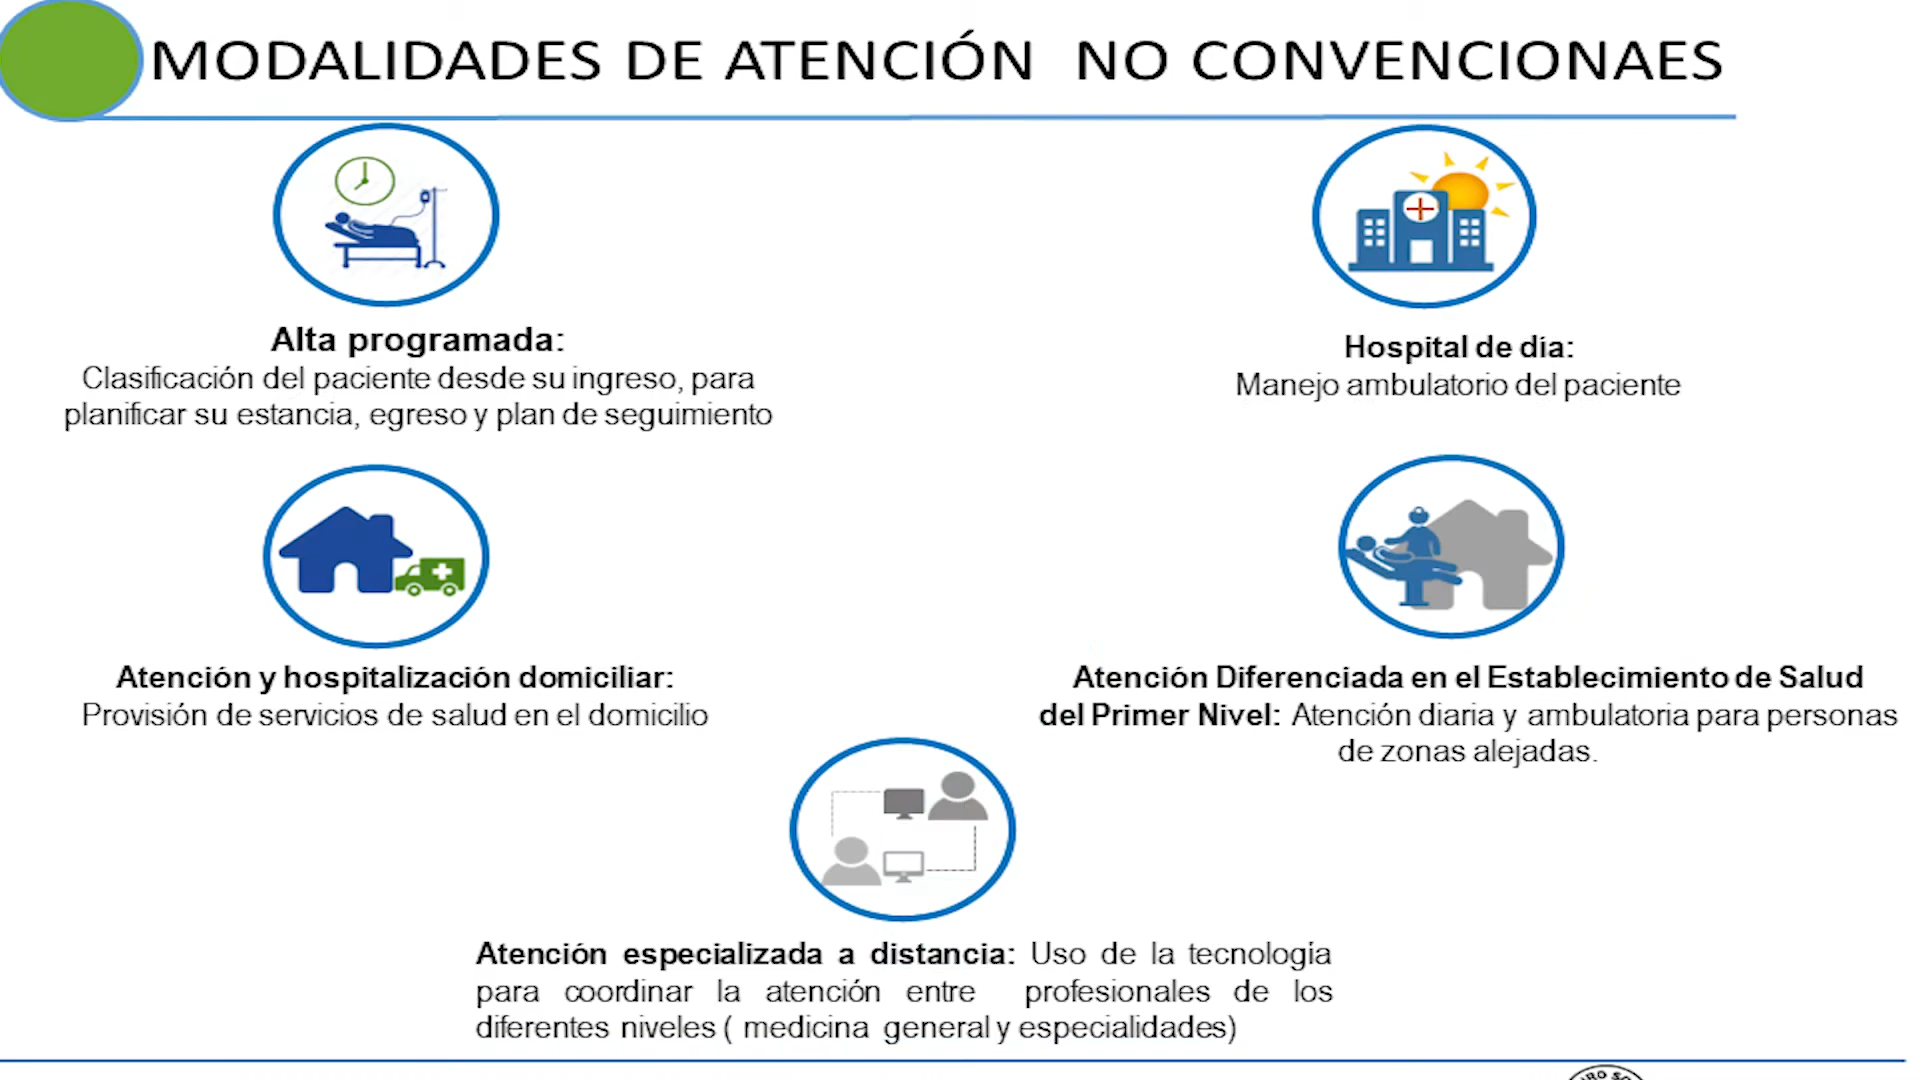 MODALIDADES DE ATENCIÓN NO CONVENCIONAES
Alta programada:
Clasificación del paciente desde su ingreso, para
planificar su estancia, egreso y plan de seguimiento
Hospital de día:
Manejo ambulatorio del paciente
Atención y hospitalización domiciliar:
Provisión de servicios de salud en el domicilio
Atención Diferenciada en el Establecimiento de Salud
del Primer Nivel: Atención diaria y ambulatoria para personas
de zonas alejadas.
Atención especializada a distancia: Uso de la tecnología
para coordinar la atención entre profesionales de los
diferentes niveles ( medicina general y especialidades)